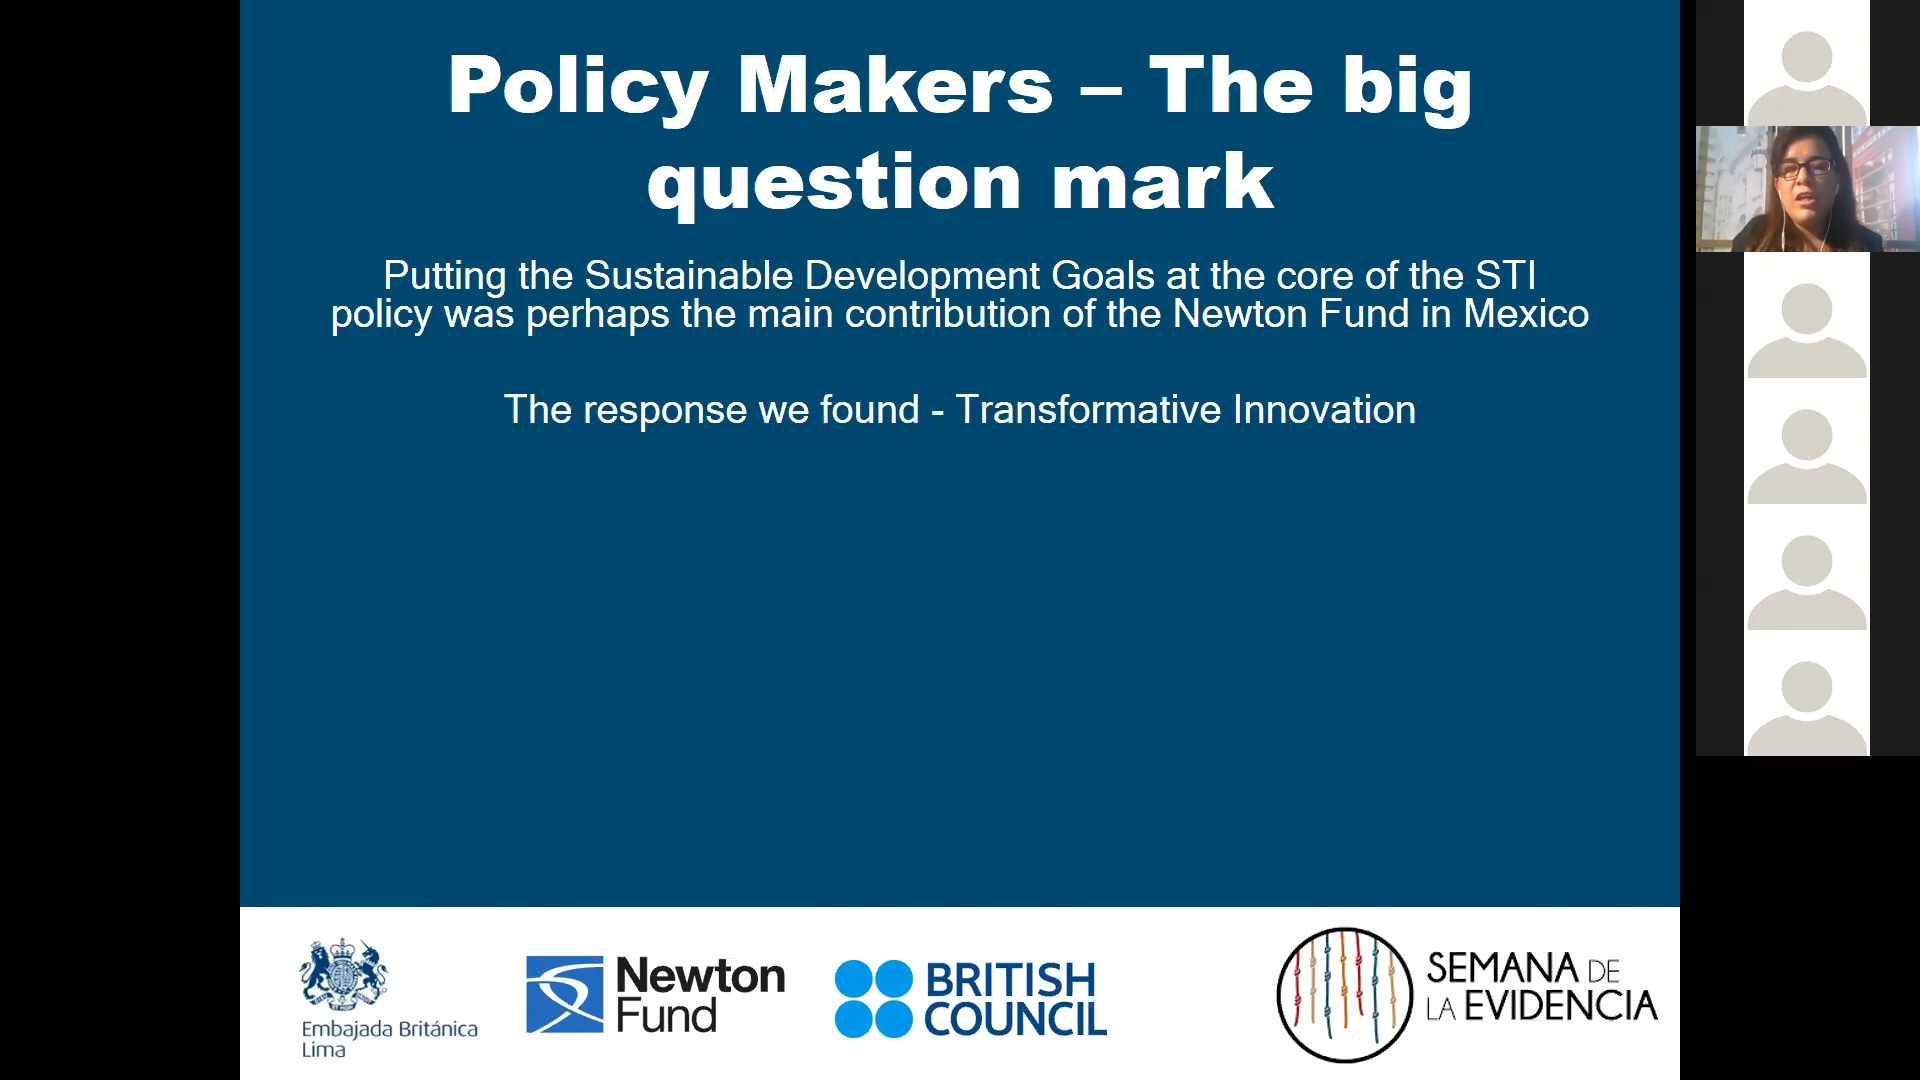 Policy Makers – The big
question mark
Putting the Sustainable Development Goals at the core of the STI
policy was perhaps the main contribution of the Newton Fund in Mexico
The response we found - Transformative Innovation
Embajada Británica
Lima
Newton
Fund
BRITISH
COUNCIL
SEMANA DE
LA EVIDENCIA